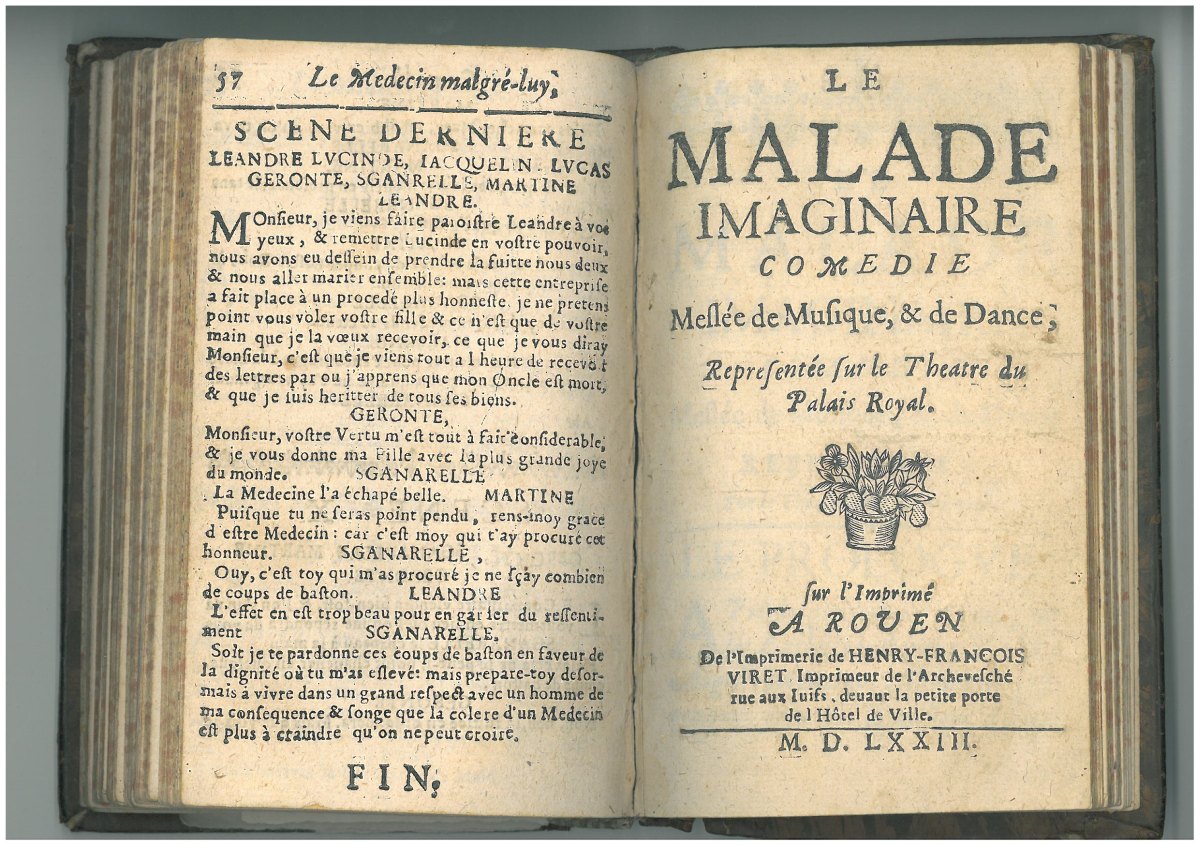 57 Le Medecin malgré-luy,
SCENE DERNIERE
LEANDRE LVCINDE, IACQUELIN. LVCAS
GERONTE, SGANRELLE, MARTINE
LEANDRE.
MOnſieur, je viens faire paroiſtre Leandre à vos
yeux, & remettre Lucinde en voſtre pouvoir,
nous avons eu deſſein de prendre la fuitte nous deux
& nous aller marier enſemble: mais cette entrepriſe
a fait place à un procedé plus honneſte. je ne pretens
point vous voler voſtre fille & ce n'eſt que de voſtre
main que je la vœux recevoir, ce que je vous diray
Monſieur, c'eſt que je viens tout a l heure de recevoir
des lettres par ou j'apprens que mon Oncle eſt mort,
& que je ſuis heritter de tous ſes biens.
GERONTE,
Monſieur, voſtre Vertu m'eſt tout à fait conſiderable,
& je vous donne ma Fille avec la plus grande joye
du monde. SGANARELLE
La Medecine l'a échapé belle. MARTINE
Puiſque tu ne ſeras point pendu, rens-moy grace
d eſtre Medecin: car c'eſt moy qui t'ay procuré cet
honneur. SGANARELLE,
Ouy, c'eſt toy qui m'as procuré je ne ſçay combien
de coups de baſton. LEANDRE
L'effet en eſt trop beau pour en garder du reſſenti-
ment SGANARELLE,
Soit je te pardonne ces coups de baſton en faveur de
la dignité où tu m'as eſlevé: mais prepare-toy deſor-
mais à vivre dans un grand reſpect avec un homme de
ma conſequence & ſonge que la colere d'un Medecin
eſt plus à craindre qu'on ne peut croire.
FIN,
LE
MALADE
IMAGINAIRE
COMEDIE
Meſlée de Muſique, & de Dance,
Repreſentée ſur le Theatre du
Palais Royal.
ſur l'Imprimé
A ROUEN
De l'Imprimerie de HENRY-FRANCOIS
VIRET. Imprimeur de l'Archeveſché
rue aux Iuifs, devaut la petite porte
de l Hôtel de Ville.
M. D. LXXIII.